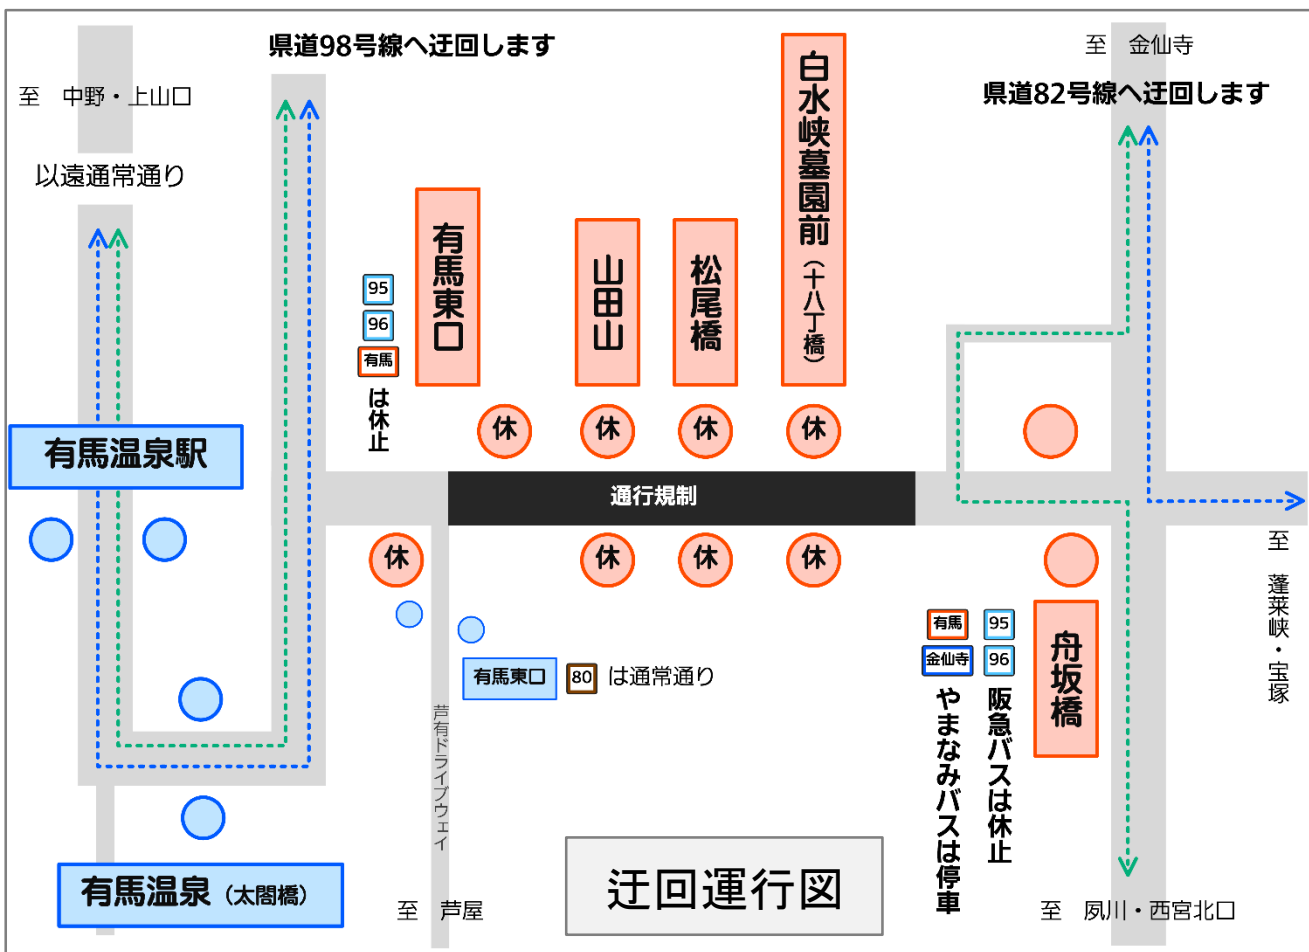 県道98号線へ迂回します
至 中野・上山口
以遠通常通り
有馬温泉駅
有馬温泉（太閤橋）
95
96
有馬
は休止
有馬東口
山田山
松尾橋
白水峡墓園前（十八丁橋）
休
休
休
休
通行規制
休
休
休
休
有馬東口
80
は通常通り
芦有ドライブウェイ
至 芦屋
迂回運行図
至 金仙寺
県道82号線へ迂回します
至 蓬莱峡・宝塚
舟坂橋
95
96
阪急バスは休止
有馬
金仙寺
やまなみバスは停車
至 夙川・西宮北口